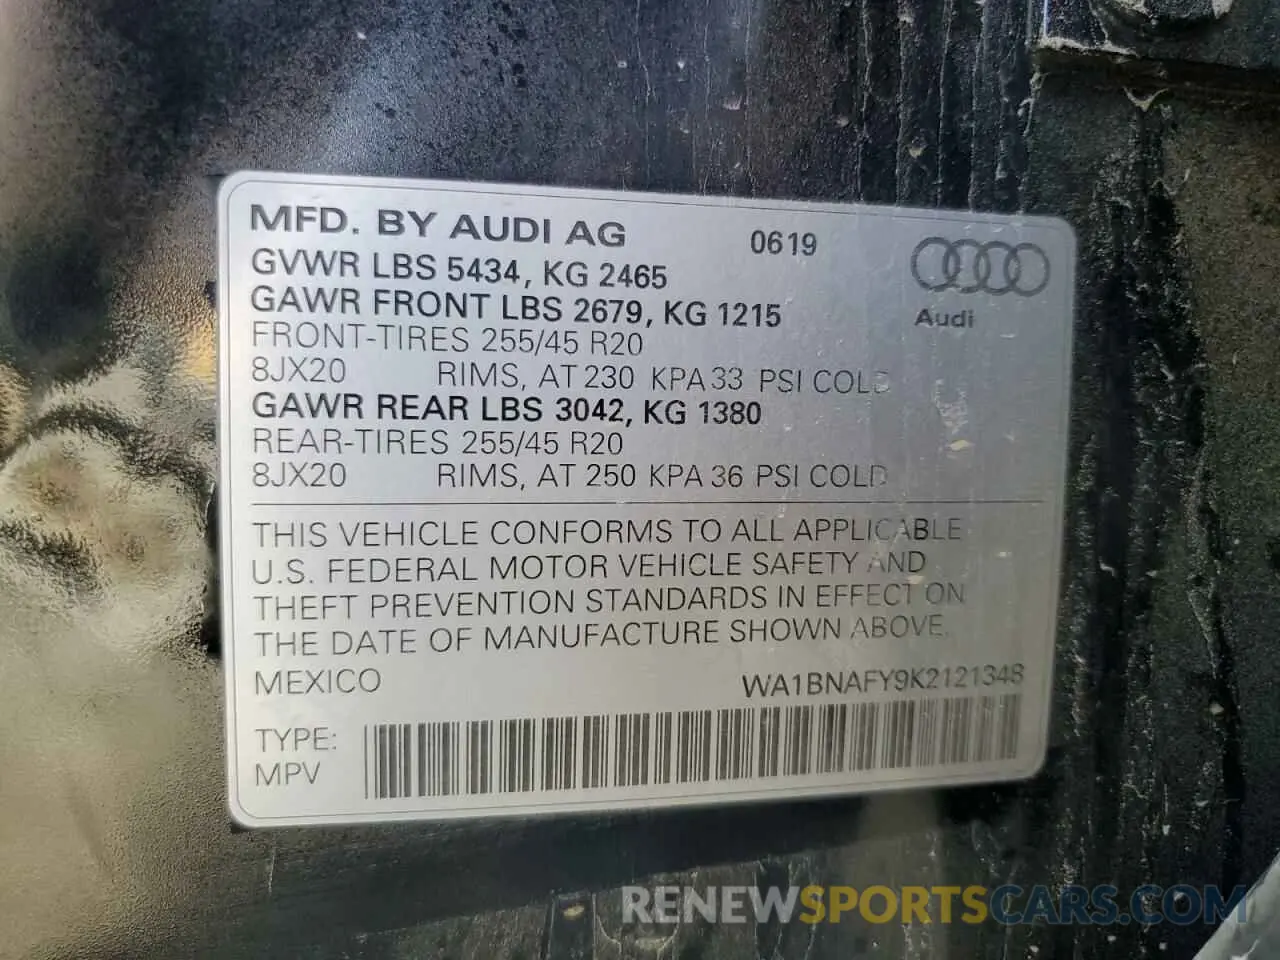 MFD. BY AUDI AG 0619
GVWR LBS 5434, KG 2465
GAWR FRONT LBS 2679, KG 1215
Audi
FRONT-TIRES 255/45 R20
8JX20 RIMS, AT 230 KPA 33 PSI COLD
GAWR REAR LBS 3042, KG 1380
REAR-TIRES 255/45 R20
8JX20 RIMS, AT 250 KPA 36 PSI COLD
THIS VEHICLE CONFORMS TO ALL APPLICABLE
U.S. FEDERAL MOTOR VEHICLE SAFETY AND
THEFT PREVENTION STANDARDS IN EFFECT ON
THE DATE OF MANUFACTURE SHOWN ABOVE.
MEXICO WA1BNAFY9K2121348
TYPE:
MPV
RENEWSPORTSCARS.COM